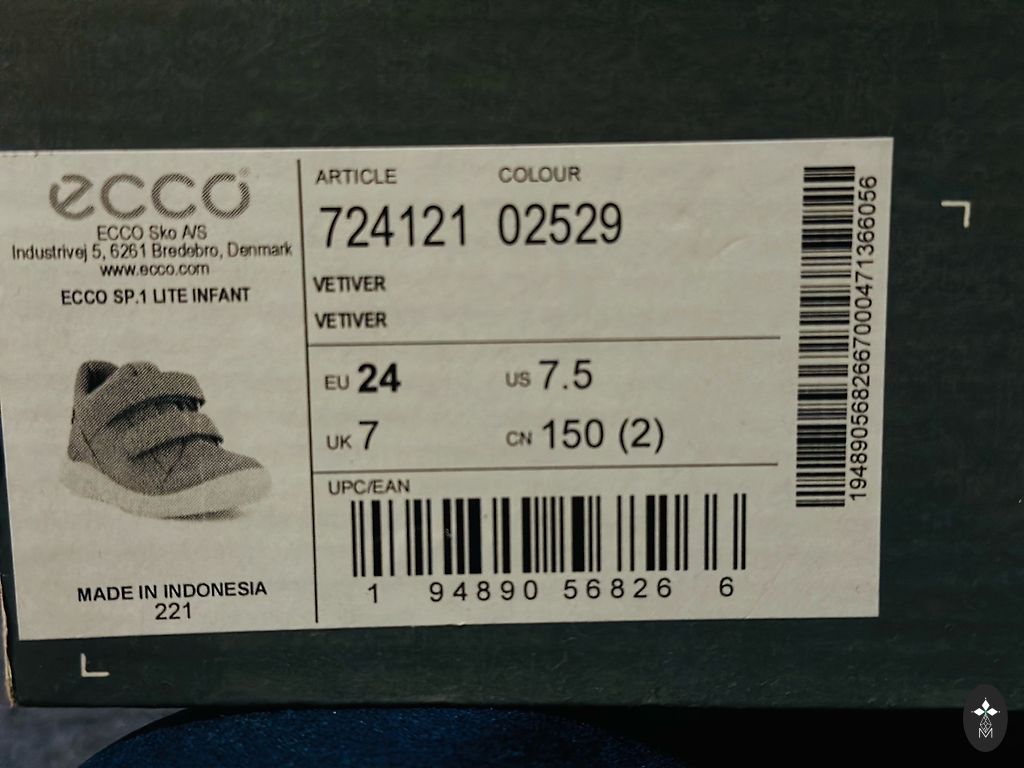 ecco
ECCO Sko A/S
Industrivej 5, 6261 Bredebro, Denmark
www.ecco.com
ECCO SP.1 LITE INFANT
MADE IN INDONESIA
221
ARTICLE COLOUR
724121 02529
VETIVER
VETIVER
EU 24 US 7.5
UK 7 CN 150 (2)
UPC/EAN
1 94890 56826 6
19489056826670004713660​56
M